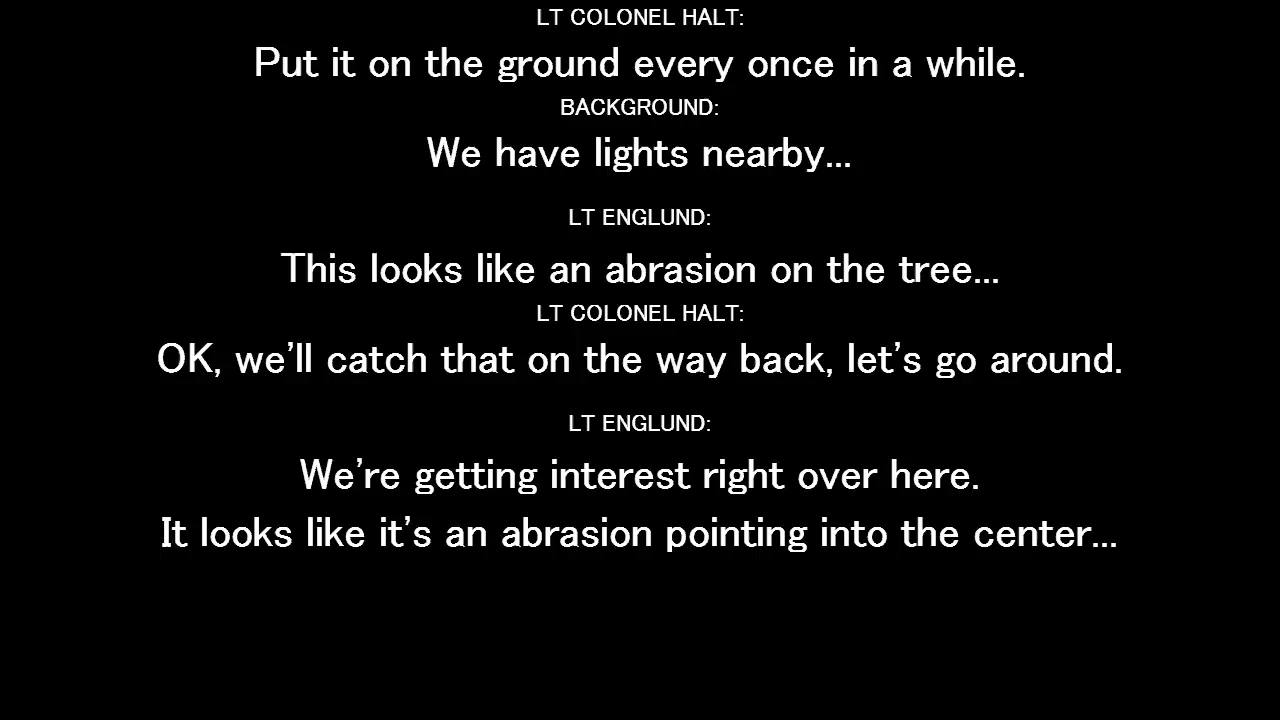 LT COLONEL HALT:
Put it on the ground every once in a while.
BACKGROUND:
We have lights nearby...
LT ENGLUND:
This looks like an abrasion on the tree...
LT COLONEL HALT:
OK, we’ll catch that on the way back, let’s go around.
LT ENGLUND:
We’re getting interest right over here.
It looks like it’s an abrasion pointing into the center...